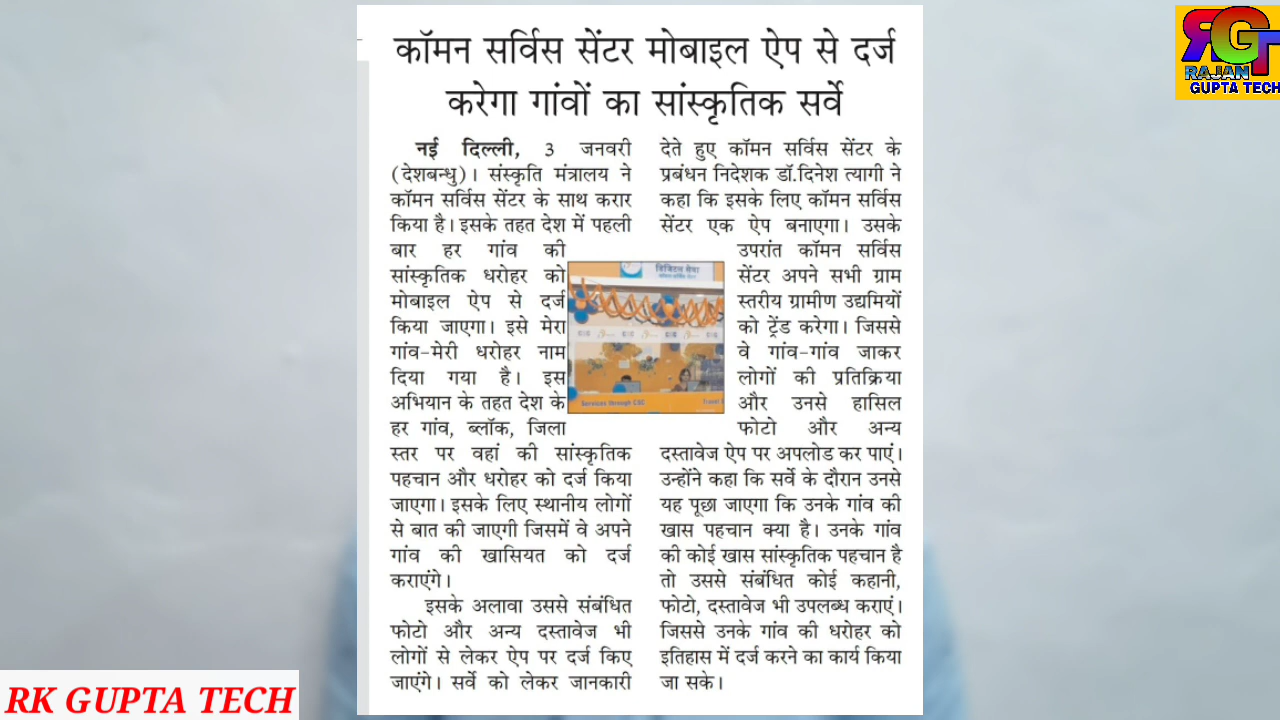 कॉमन सर्विस सेंटर मोबाइल ऐप से दर्ज
करेगा गांवों का सांस्कृतिक सर्वे
नई दिल्ली, 3 जनवरी
(देशबन्धु)। संस्कृति मंत्रालय ने
कॉमन सर्विस सेंटर के साथ करार
किया है। इसके तहत देश में पहली
बार हर गांव की
सांस्कृतिक धरोहर को
मोबाइल ऐप से दर्ज
किया जाएगा। इसे मेरा
गांव-मेरी धरोहर नाम
दिया गया है। इस
अभियान के तहत देश के
हर गांव, ब्लॉक, जिला
स्तर पर वहां की सांस्कृतिक
पहचान और धरोहर को दर्ज किया
जाएगा। इसके लिए स्थानीय लोगों
से बात की जाएगी जिसमें वे अपने
गांव की खासियत को दर्ज
कराएंगे।
इसके अलावा उससे संबंधित
फोटो और अन्य दस्तावेज भी
लोगों से लेकर ऐप पर दर्ज किए
जाएंगे। सर्वे को लेकर जानकारी
देते हुए कॉमन सर्विस सेंटर के
प्रबंधन निदेशक डॉ.दिनेश त्यागी ने
कहा कि इसके लिए कॉमन सर्विस
सेंटर एक ऐप बनाएगा। उसके
उपरांत कॉमन सर्विस
सेंटर अपने सभी ग्राम
स्तरीय ग्रामीण उद्यमियों
को ट्रेंड करेगा। जिससे
वे गांव-गांव जाकर
लोगों की प्रतिक्रिया
और उनसे हासिल
फोटो और अन्य
दस्तावेज ऐप पर अपलोड कर पाएं।
उन्होंने कहा कि सर्वे के दौरान उनसे
यह पूछा जाएगा कि उनके गांव की
खास पहचान क्या है। उनके गांव
की कोई खास सांस्कृतिक पहचान है
तो उससे संबंधित कोई कहानी,
फोटो, दस्तावेज भी उपलब्ध कराएं।
जिससे उनके गांव की धरोहर को
इतिहास में दर्ज करने का कार्य किया
जा सके।
डिजिटल सेवा
Services through CSC
Travel
RGT
RAJAN
GUPTA TECH
RK GUPTA TECH